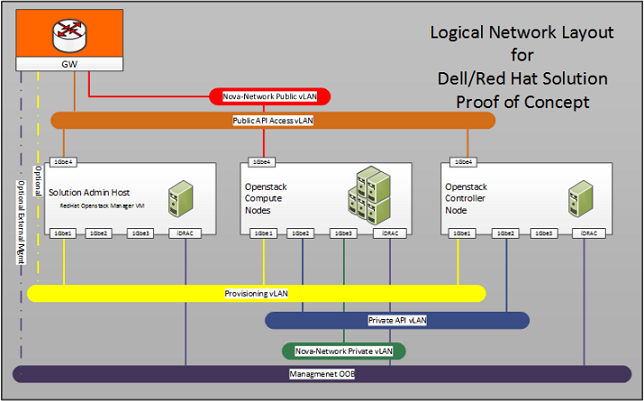 Logical Network Layout
for
Dell/Red Hat Solution
Proof of Concept
GW
Nova-Network Public vLAN
Public API Access vLAN
Optional
Optional External Mgmt
1Gbe4
1Gbe4
1Gbe4
Solution Admin Host
RedHat Openstack Manager VM
Openstack
Compute
Nodes
Openstack
Controller
Node
1Gbe1
1Gbe2
1Gbe3
iDRAC
1Gbe1
1Gbe2
1Gbe3
iDRAC
1Gbe1
1Gbe2
1Gbe3
iDRAC
Provisioning vLAN
Private API vLAN
Nova-Network Private vLAN
Managmenet OOB